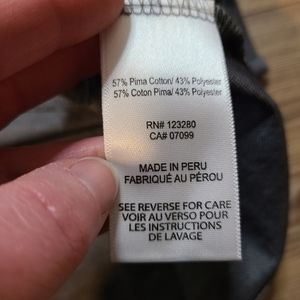 57% Pima Cotton/ 43% Polyester
57% Coton Pima/ 43% Polyester
RN# 123280
CA# 07099
MADE IN PERU
FABRIQUÉ AU PÉROU
SEE REVERSE FOR CARE
VOIR AU VERSO POUR
LES INSTRUCTIONS
DE LAVAGE